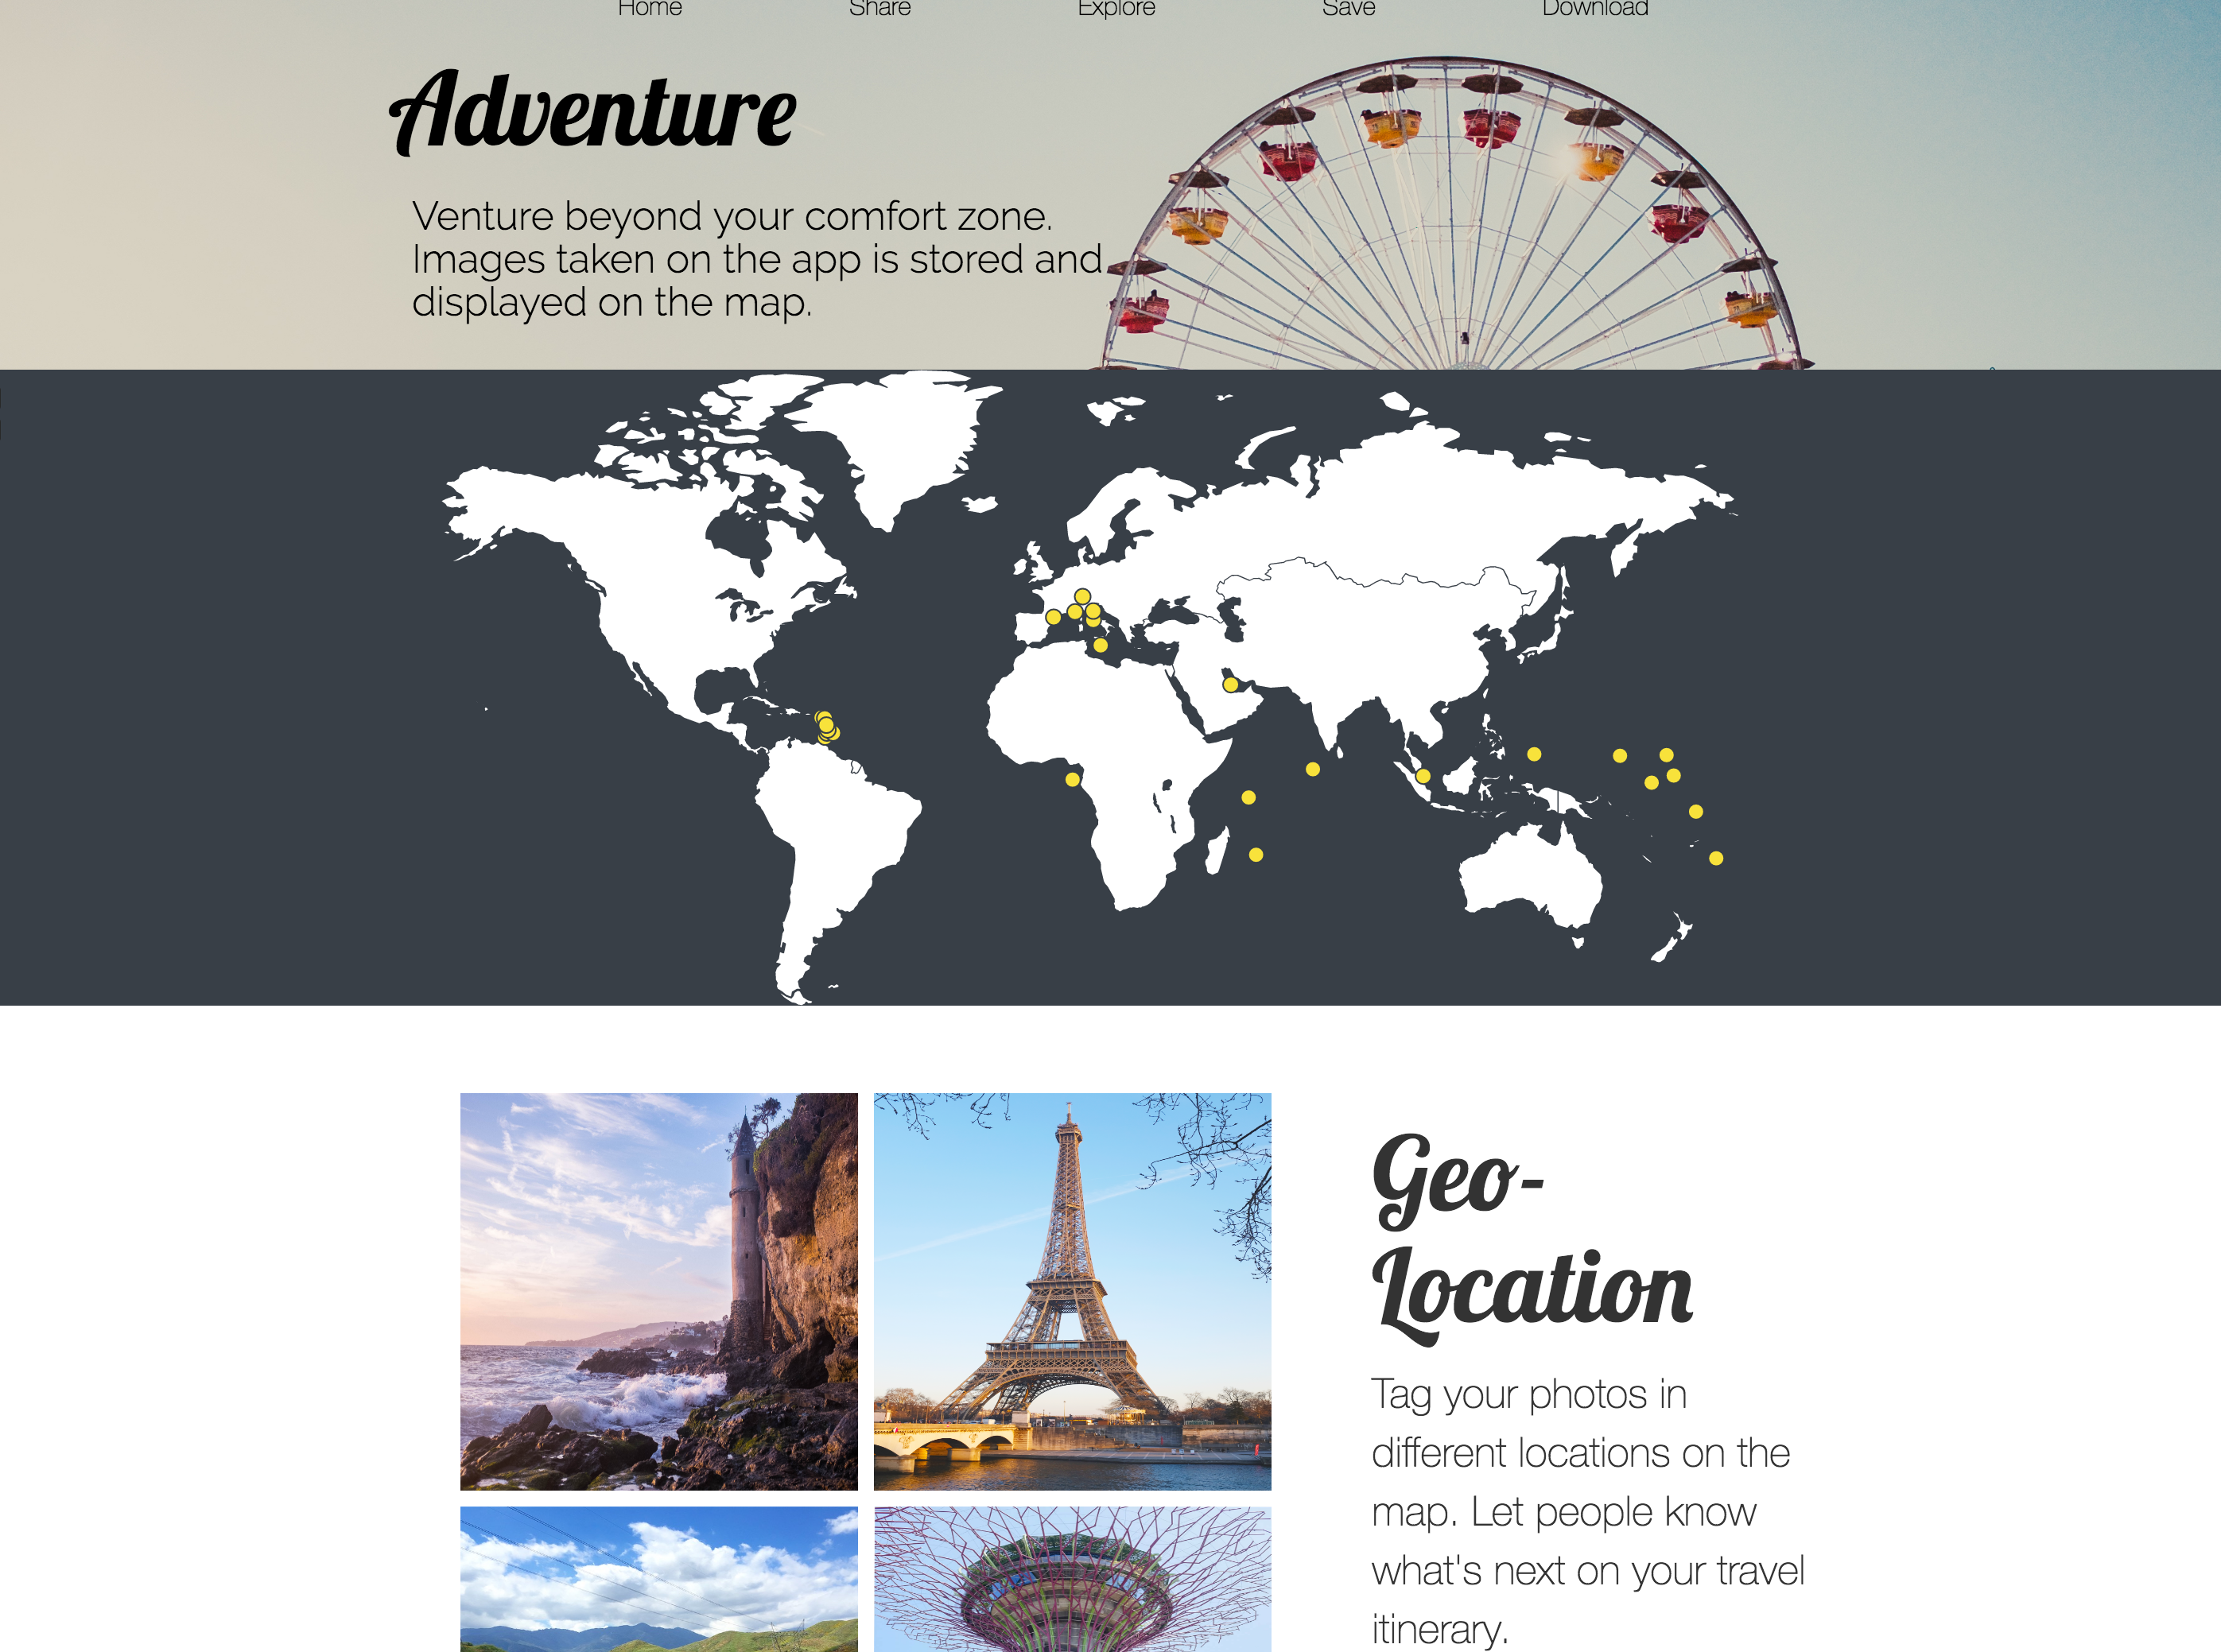 Home Share Explore Save Download
Adventure
Venture beyond your comfort zone.
Images taken on the app is stored and
displayed on the map.
Geo-
Location
Tag your photos in
different locations on the
map. Let people know
what's next on your travel
itinerary.